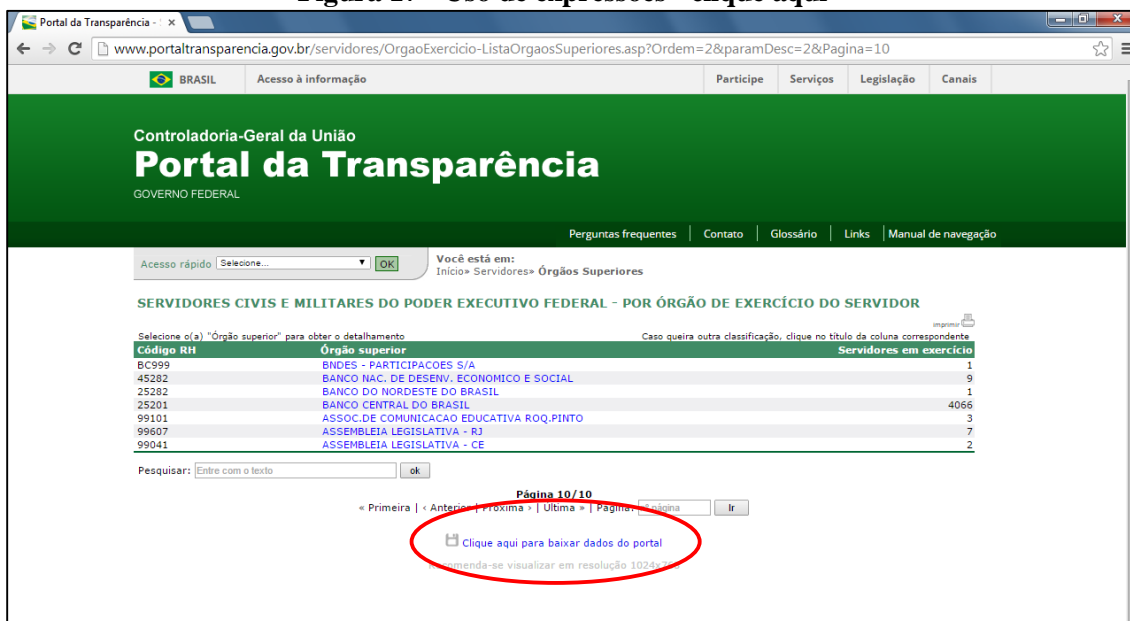 Portal da Transparência -
www.portaltransparencia.gov.br/servidores/OrgaoExercicio-ListaOrgaosSuperiores.asp?Ordem=2&paramDesc=2&Pagina=10
BRASIL Acesso à informação Participe Serviços Legislação Canais
Controladoria-Geral da União
Portal da Transparência
GOVERNO FEDERAL
Perguntas frequentes | Contato | Glossário | Links | Manual de navegação
Acesso rápido Selecione... OK
Você está em:
Início» Servidores» Órgãos Superiores
SERVIDORES CIVIS E MILITARES DO PODER EXECUTIVO FEDERAL - POR ÓRGÃO DE EXERCÍCIO DO SERVIDOR
imprimir
Selecione o(a) "Órgão superior" para obter o detalhamento Caso queira outra classificação, clique no título da coluna correspondente
Código RH Órgão superior Servidores em exercício
BC999 BNDES - PARTICIPACOES S/A 1
45282 BANCO NAC. DE DESENV. ECONOMICO E SOCIAL 9
25282 BANCO DO NORDESTE DO BRASIL 1
25201 BANCO CENTRAL DO BRASIL 4066
99101 ASSOC.DE COMUNICACAO EDUCATIVA ROQ.PINTO 3
99607 ASSEMBLEIA LEGISLATIVA - RJ 7
99041 ASSEMBLEIA LEGISLATIVA - CE 2
Pesquisar: Entre com o texto ok
Página 10/10
« Primeira | ‹ Anterior | Próxima › | Última » | Página: nº página Ir
Clique aqui para baixar dados do portal
Recomenda-se visualizar em resolução